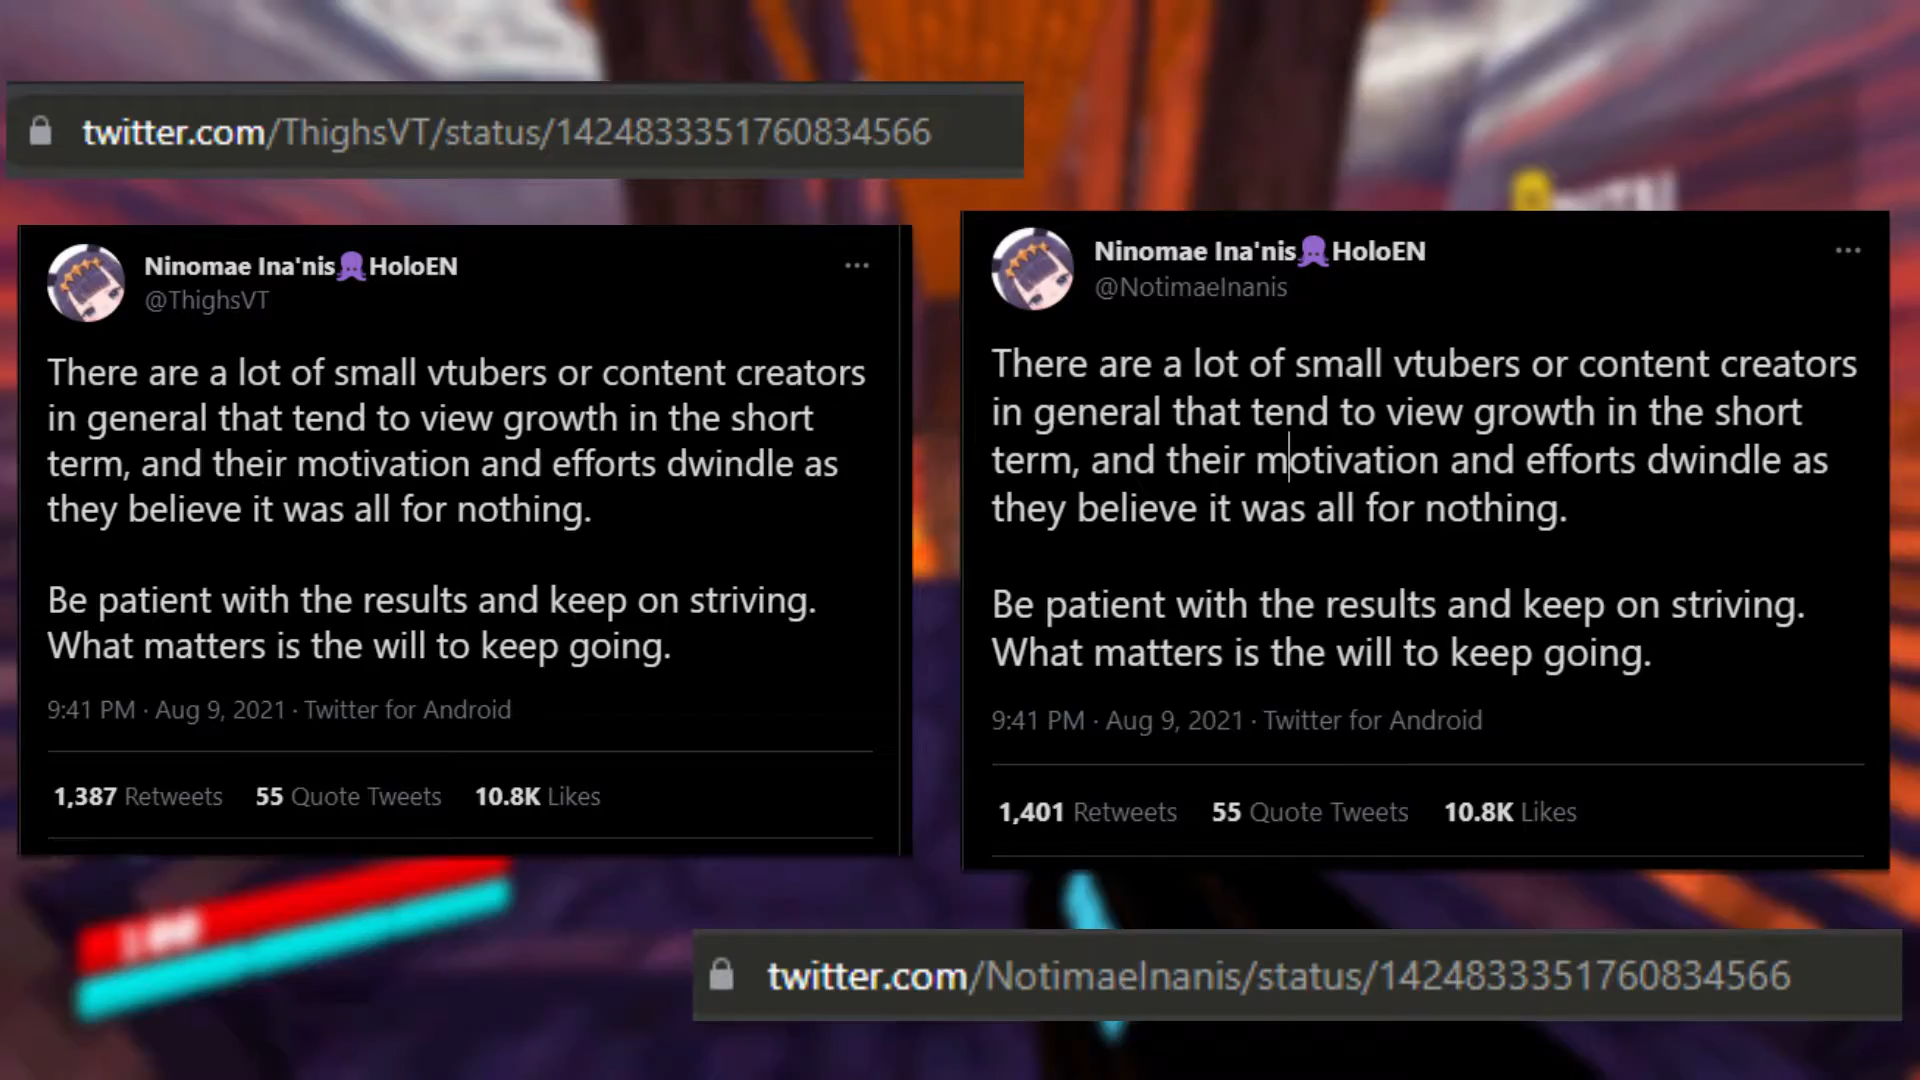 twitter.com/ThighsVT/status/1424833351760834566
Ninomae Ina'nis🐙HoloEN
@ThighsVT
There are a lot of small vtubers or content creators
in general that tend to view growth in the short
term, and their motivation and efforts dwindle as
they believe it was all for nothing.
Be patient with the results and keep on striving.
What matters is the will to keep going.
9:41 PM · Aug 9, 2021 · Twitter for Android
1,387 Retweets 55 Quote Tweets 10.8K Likes
Ninomae Ina'nis🐙HoloEN
@NotimaeInanis
There are a lot of small vtubers or content creators
in general that tend to view growth in the short
term, and their motivation and efforts dwindle as
they believe it was all for nothing.
Be patient with the results and keep on striving.
What matters is the will to keep going.
9:41 PM · Aug 9, 2021 · Twitter for Android
1,401 Retweets 55 Quote Tweets 10.8K Likes
twitter.com/NotimaeInanis/status/1424833351760834566